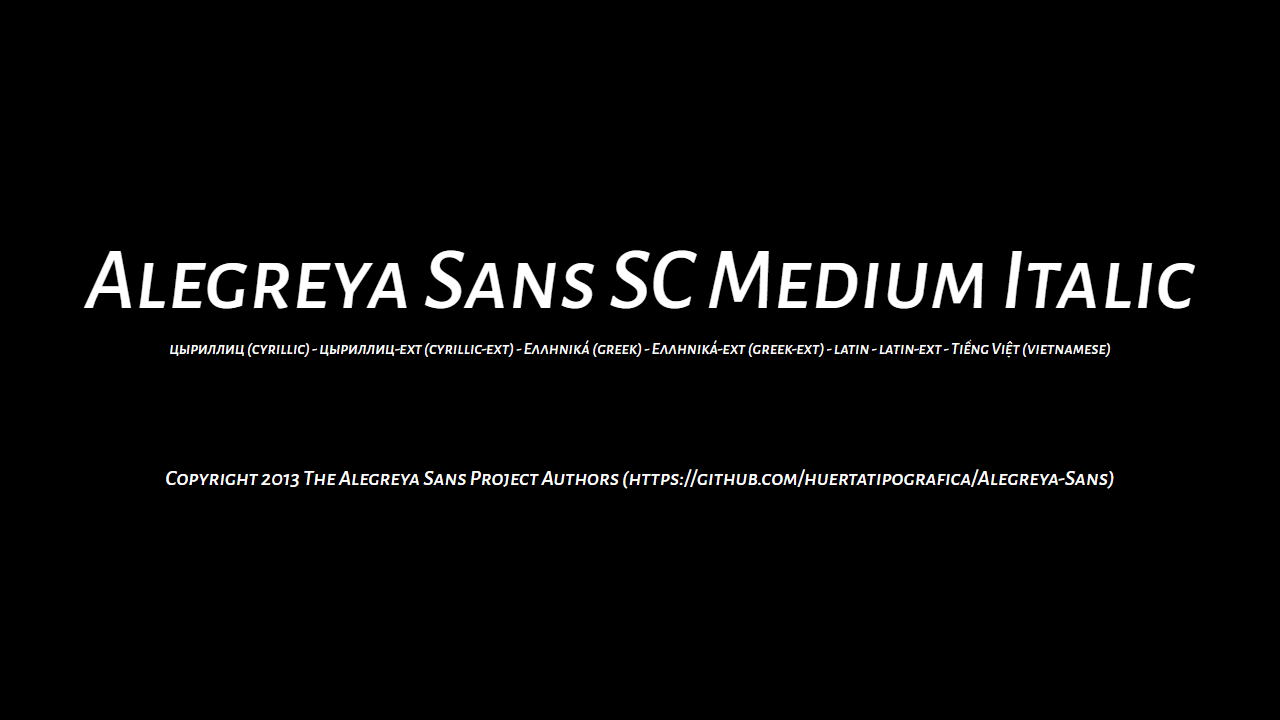 Alegreya Sans SC Medium Italic
цыриллиц (cyrillic) - цыриллиц-ext (cyrillic-ext) - Ελληνικά (greek) - Ελληνικά-ext (greek-ext) - latin - latin-ext - Tiếng Việt (vietnamese)
Copyright 2013 The Alegreya Sans Project Authors (https://github.com/huertatipografica/Alegreya-Sans)